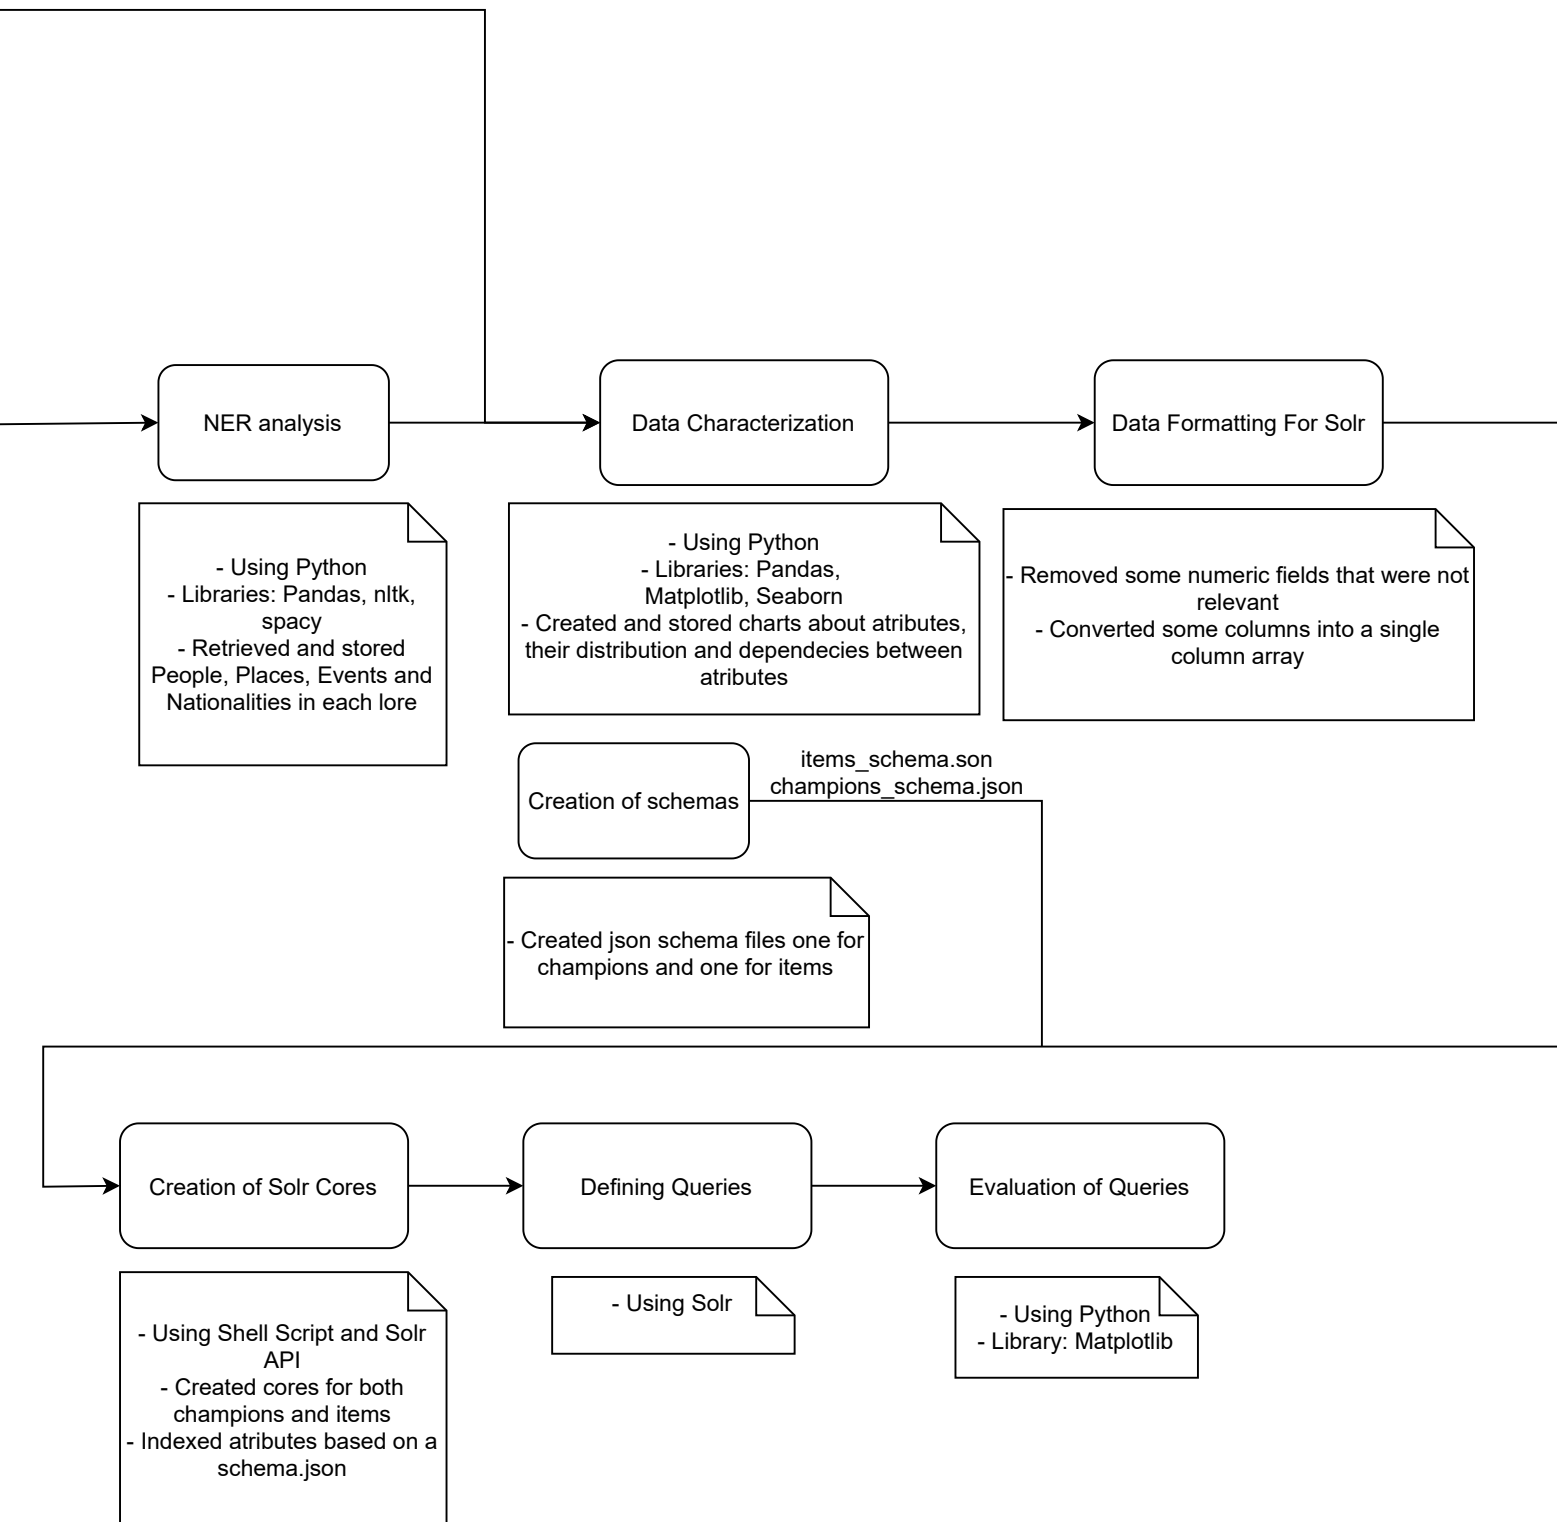 NER analysis
Data Characterization
Data Formatting For Solr
- Using Python
- Libraries: Pandas, nltk,
spacy
- Retrieved and stored
People, Places, Events and
Nationalities in each lore
- Using Python
- Libraries: Pandas,
Matplotlib, Seaborn
- Created and stored charts about atributes,
their distribution and dependecies between
atributes
- Removed some numeric fields that were not
relevant
- Converted some columns into a single
column array
Creation of schemas
items_schema.son
champions_schema.json
- Created json schema files one for
champions and one for items
Creation of Solr Cores
Defining Queries
Evaluation of Queries
- Using Shell Script and Solr
API
- Created cores for both
champions and items
- Indexed atributes based on a
schema.json
- Using Solr
- Using Python
- Library: Matplotlib